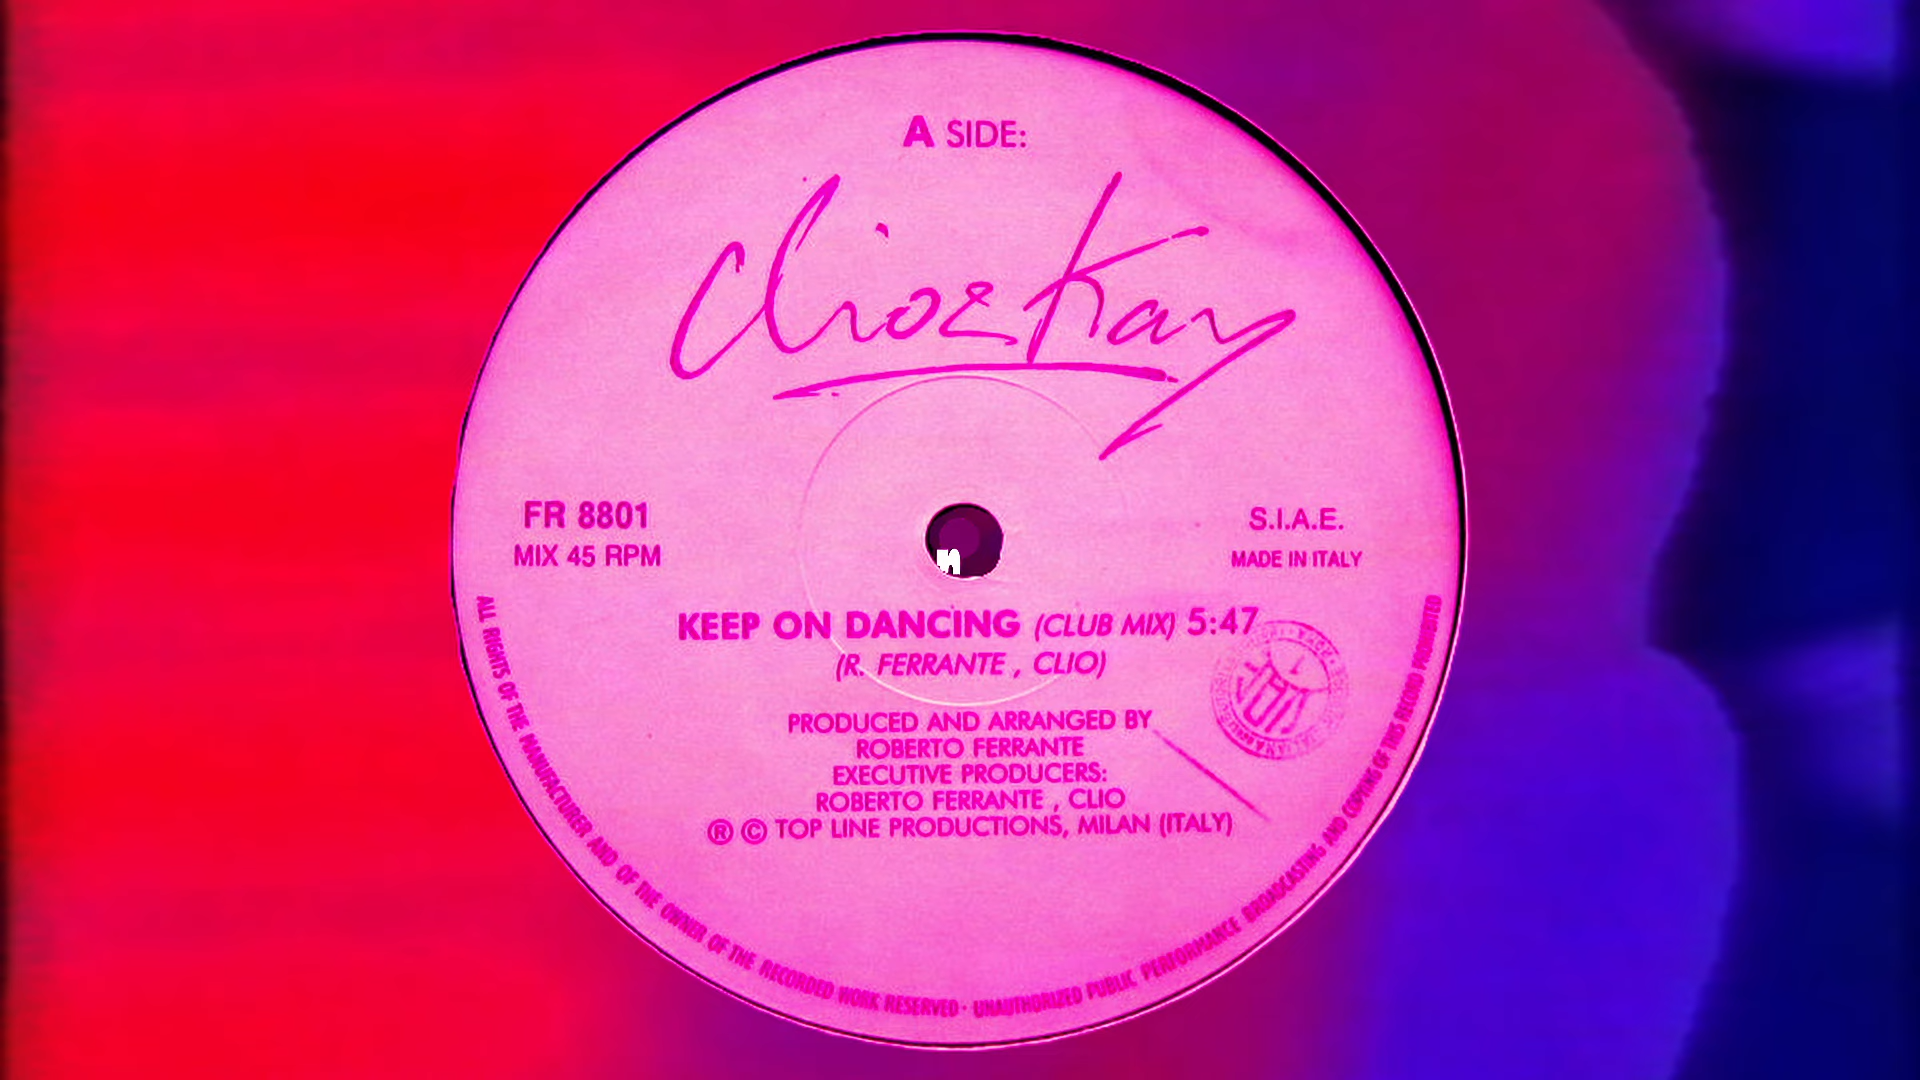 A SIDE:
Clio & Kay
FR 8801
MIX 45 RPM
S.I.A.E.
MADE IN ITALY
n
KEEP ON DANCING (CLUB MIX) 5:47
(R. FERRANTE , CLIO)
PRODUCED AND ARRANGED BY
ROBERTO FERRANTE
EXECUTIVE PRODUCERS:
ROBERTO FERRANTE , CLIO
® © TOP LINE PRODUCTIONS, MILAN (ITALY)
SIAE
ALL RIGHTS OF THE MANUFACTURER AND OF THE OWNER OF THE RECORDED WORK RESERVED · UNAUTHORIZED PUBLIC PERFORMANCE BROADCASTING AND COPYING OF THIS RECORD PROHIBITED